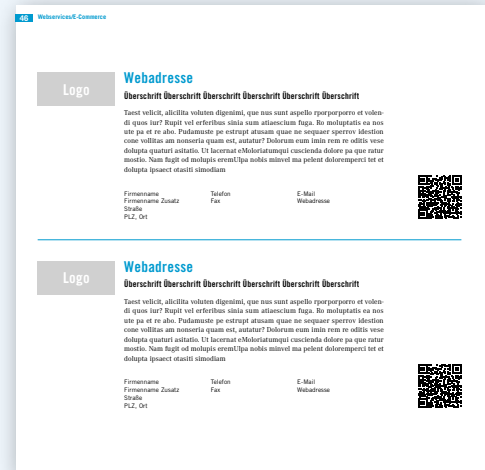 46 Webservices/E-Commerce
Logo
Webadresse
Überschrift Überschrift Überschrift Überschrift Überschrift Überschrift
Taest velicit, alicilita voluten digenimi, que nus sunt aspello rporporporro et volen-
di quos iur? Rupit vel erferibus sinia sum atiaescium fuga. Ro moluptatis ea nos
ute pa et re abo. Pudamuste pe estrupt atusam quae ne sequaer sperrov idestion
cone vollitas am nonseria quam est, autatur? Dolorum eum imin rem re oditis vese
dolupta quaturi asitatio. Ut lacernat eMoloriatumqui cuscienda dolore pa que ratur
mostio. Nam fugit od molupis eremUlpa nobis minvel ma pelent doloremperci tet et
dolupta ipsaect otasiti simodiam
Firmenname Telefon E-Mail
Firmenname Zusatz Fax Webadresse
Straße
PLZ, Ort
Logo
Webadresse
Überschrift Überschrift Überschrift Überschrift Überschrift Überschrift
Taest velicit, alicilita voluten digenimi, que nus sunt aspello rporporporro et volen-
di quos iur? Rupit vel erferibus sinia sum atiaescium fuga. Ro moluptatis ea nos
ute pa et re abo. Pudamuste pe estrupt atusam quae ne sequaer sperrov idestion
cone vollitas am nonseria quam est, autatur? Dolorum eum imin rem re oditis vese
dolupta quaturi asitatio. Ut lacernat eMoloriatumqui cuscienda dolore pa que ratur
mostio. Nam fugit od molupis eremUlpa nobis minvel ma pelent doloremperci tet et
dolupta ipsaect otasiti simodiam
Firmenname Telefon E-Mail
Firmenname Zusatz Fax Webadresse
Straße
PLZ, Ort